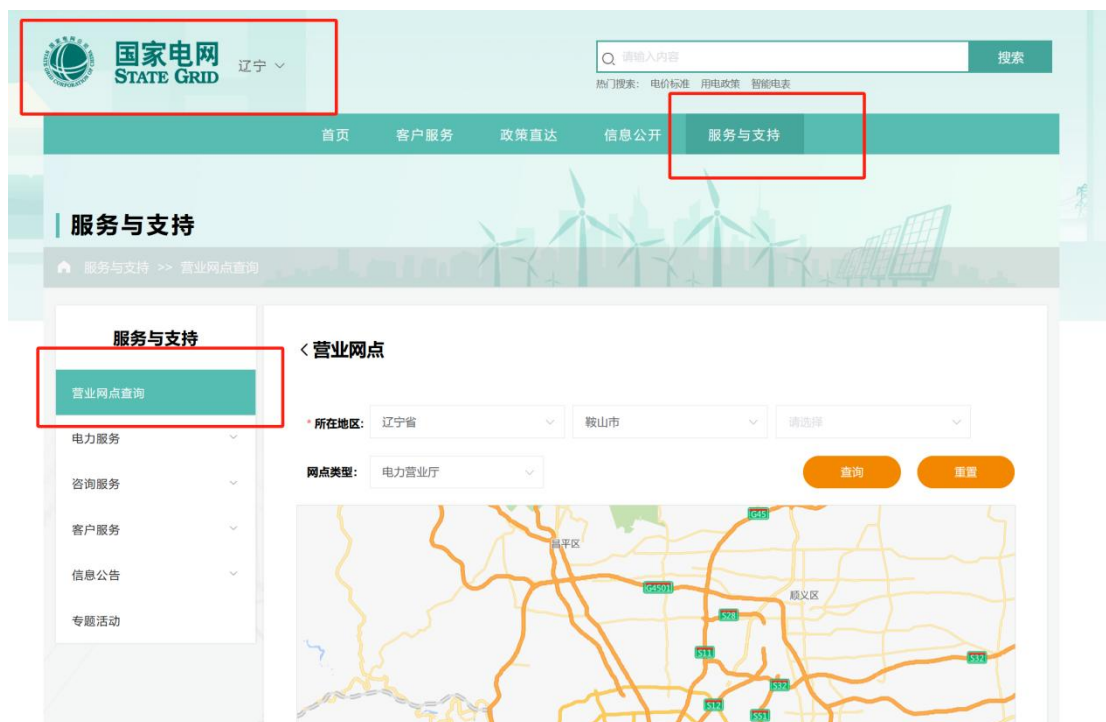 国家电网
STATE GRID
辽宁
请输入内容
搜索
热门搜索: 电价标准 用电政策 智能电表
首页 客户服务 政策直达 信息公开 服务与支持
服务与支持
服务与支持 >> 营业网点查询
服务与支持
营业网点查询
电力服务
咨询服务
客户服务
信息公告
专题活动
<营业网点
* 所在地区: 辽宁省 鞍山市 请选择
网点类型: 电力营业厅 查询 重置
G45
昌平区
G4501
顺义区
S28
S11
S32
S32
S12
S51